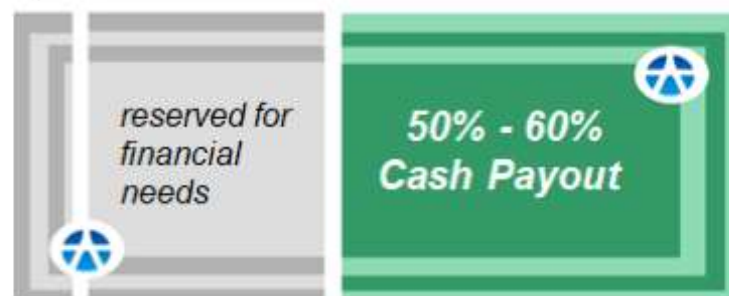 reserved for
financial
needs
50% - 60%
Cash Payout